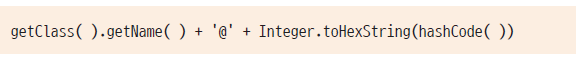 getClass( ).getName( ) + '@' + Integer.toHexString(hashCode( ))